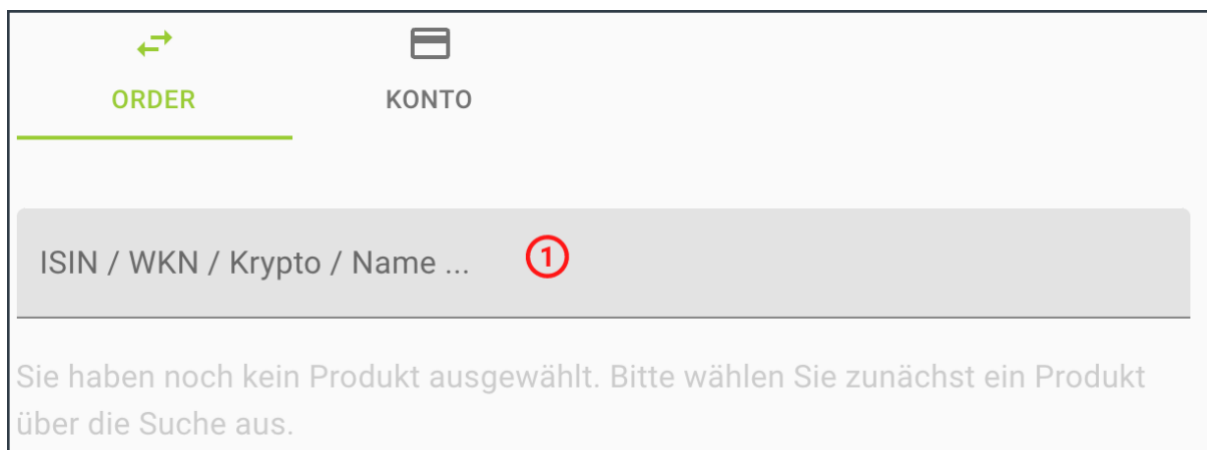 ORDER KONTO
ISIN / WKN / Krypto / Name ... 1
Sie haben noch kein Produkt ausgewählt. Bitte wählen Sie zunächst ein Produkt
über die Suche aus.